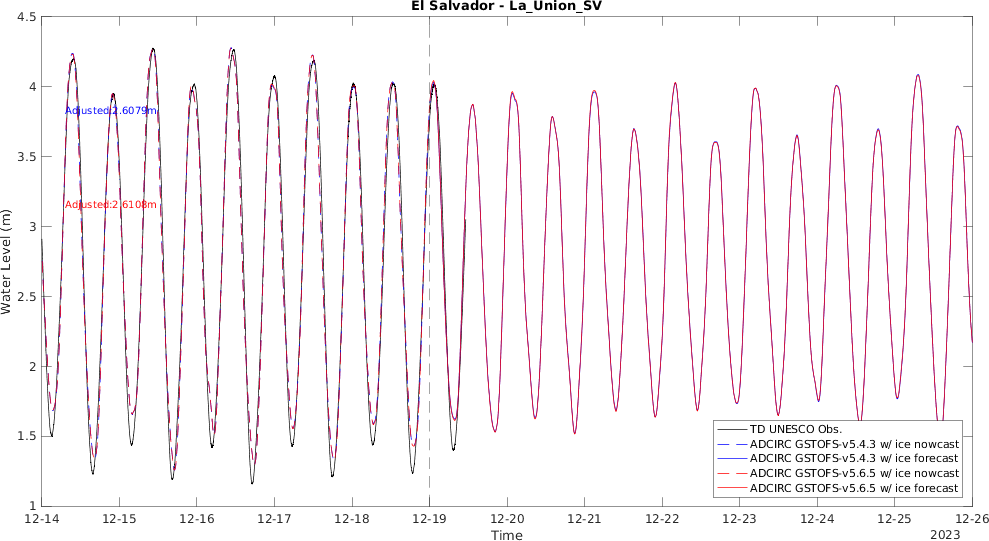 El Salvador - La_Union_SV
Water Level (m)
4.5
4
3.5
3
2.5
2
1.5
1
Adjusted:2.6079m
Adjusted:2.6108m
TD UNESCO Obs.
ADCIRC GSTOFS-v5.4.3 w/ ice nowcast
ADCIRC GSTOFS-v5.4.3 w/ ice forecast
ADCIRC GSTOFS-v5.6.5 w/ ice nowcast
ADCIRC GSTOFS-v5.6.5 w/ ice forecast
12-14 12-15 12-16 12-17 12-18 12-19 12-20 12-21 12-22 12-23 12-24 12-25 12-26
Time
2023